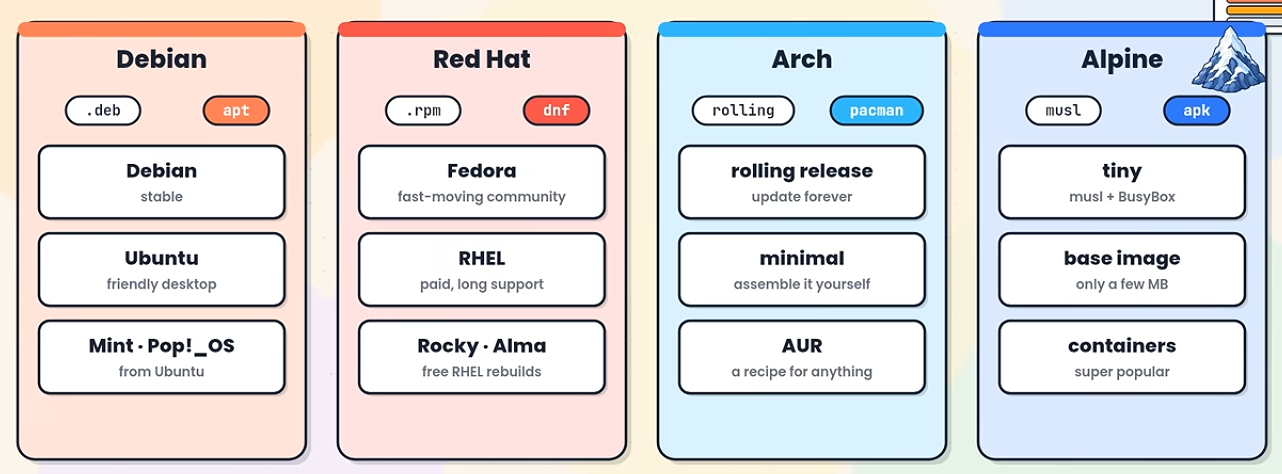 Debian
.deb
apt
Debian
stable
Ubuntu
friendly desktop
Mint · Pop!_OS
from Ubuntu
Red Hat
.rpm
dnf
Fedora
fast-moving community
RHEL
paid, long support
Rocky · Alma
free RHEL rebuilds
Arch
rolling
pacman
rolling release
update forever
minimal
assemble it yourself
AUR
a recipe for anything
Alpine
musl
apk
tiny
musl + BusyBox
base image
only a few MB
containers
super popular